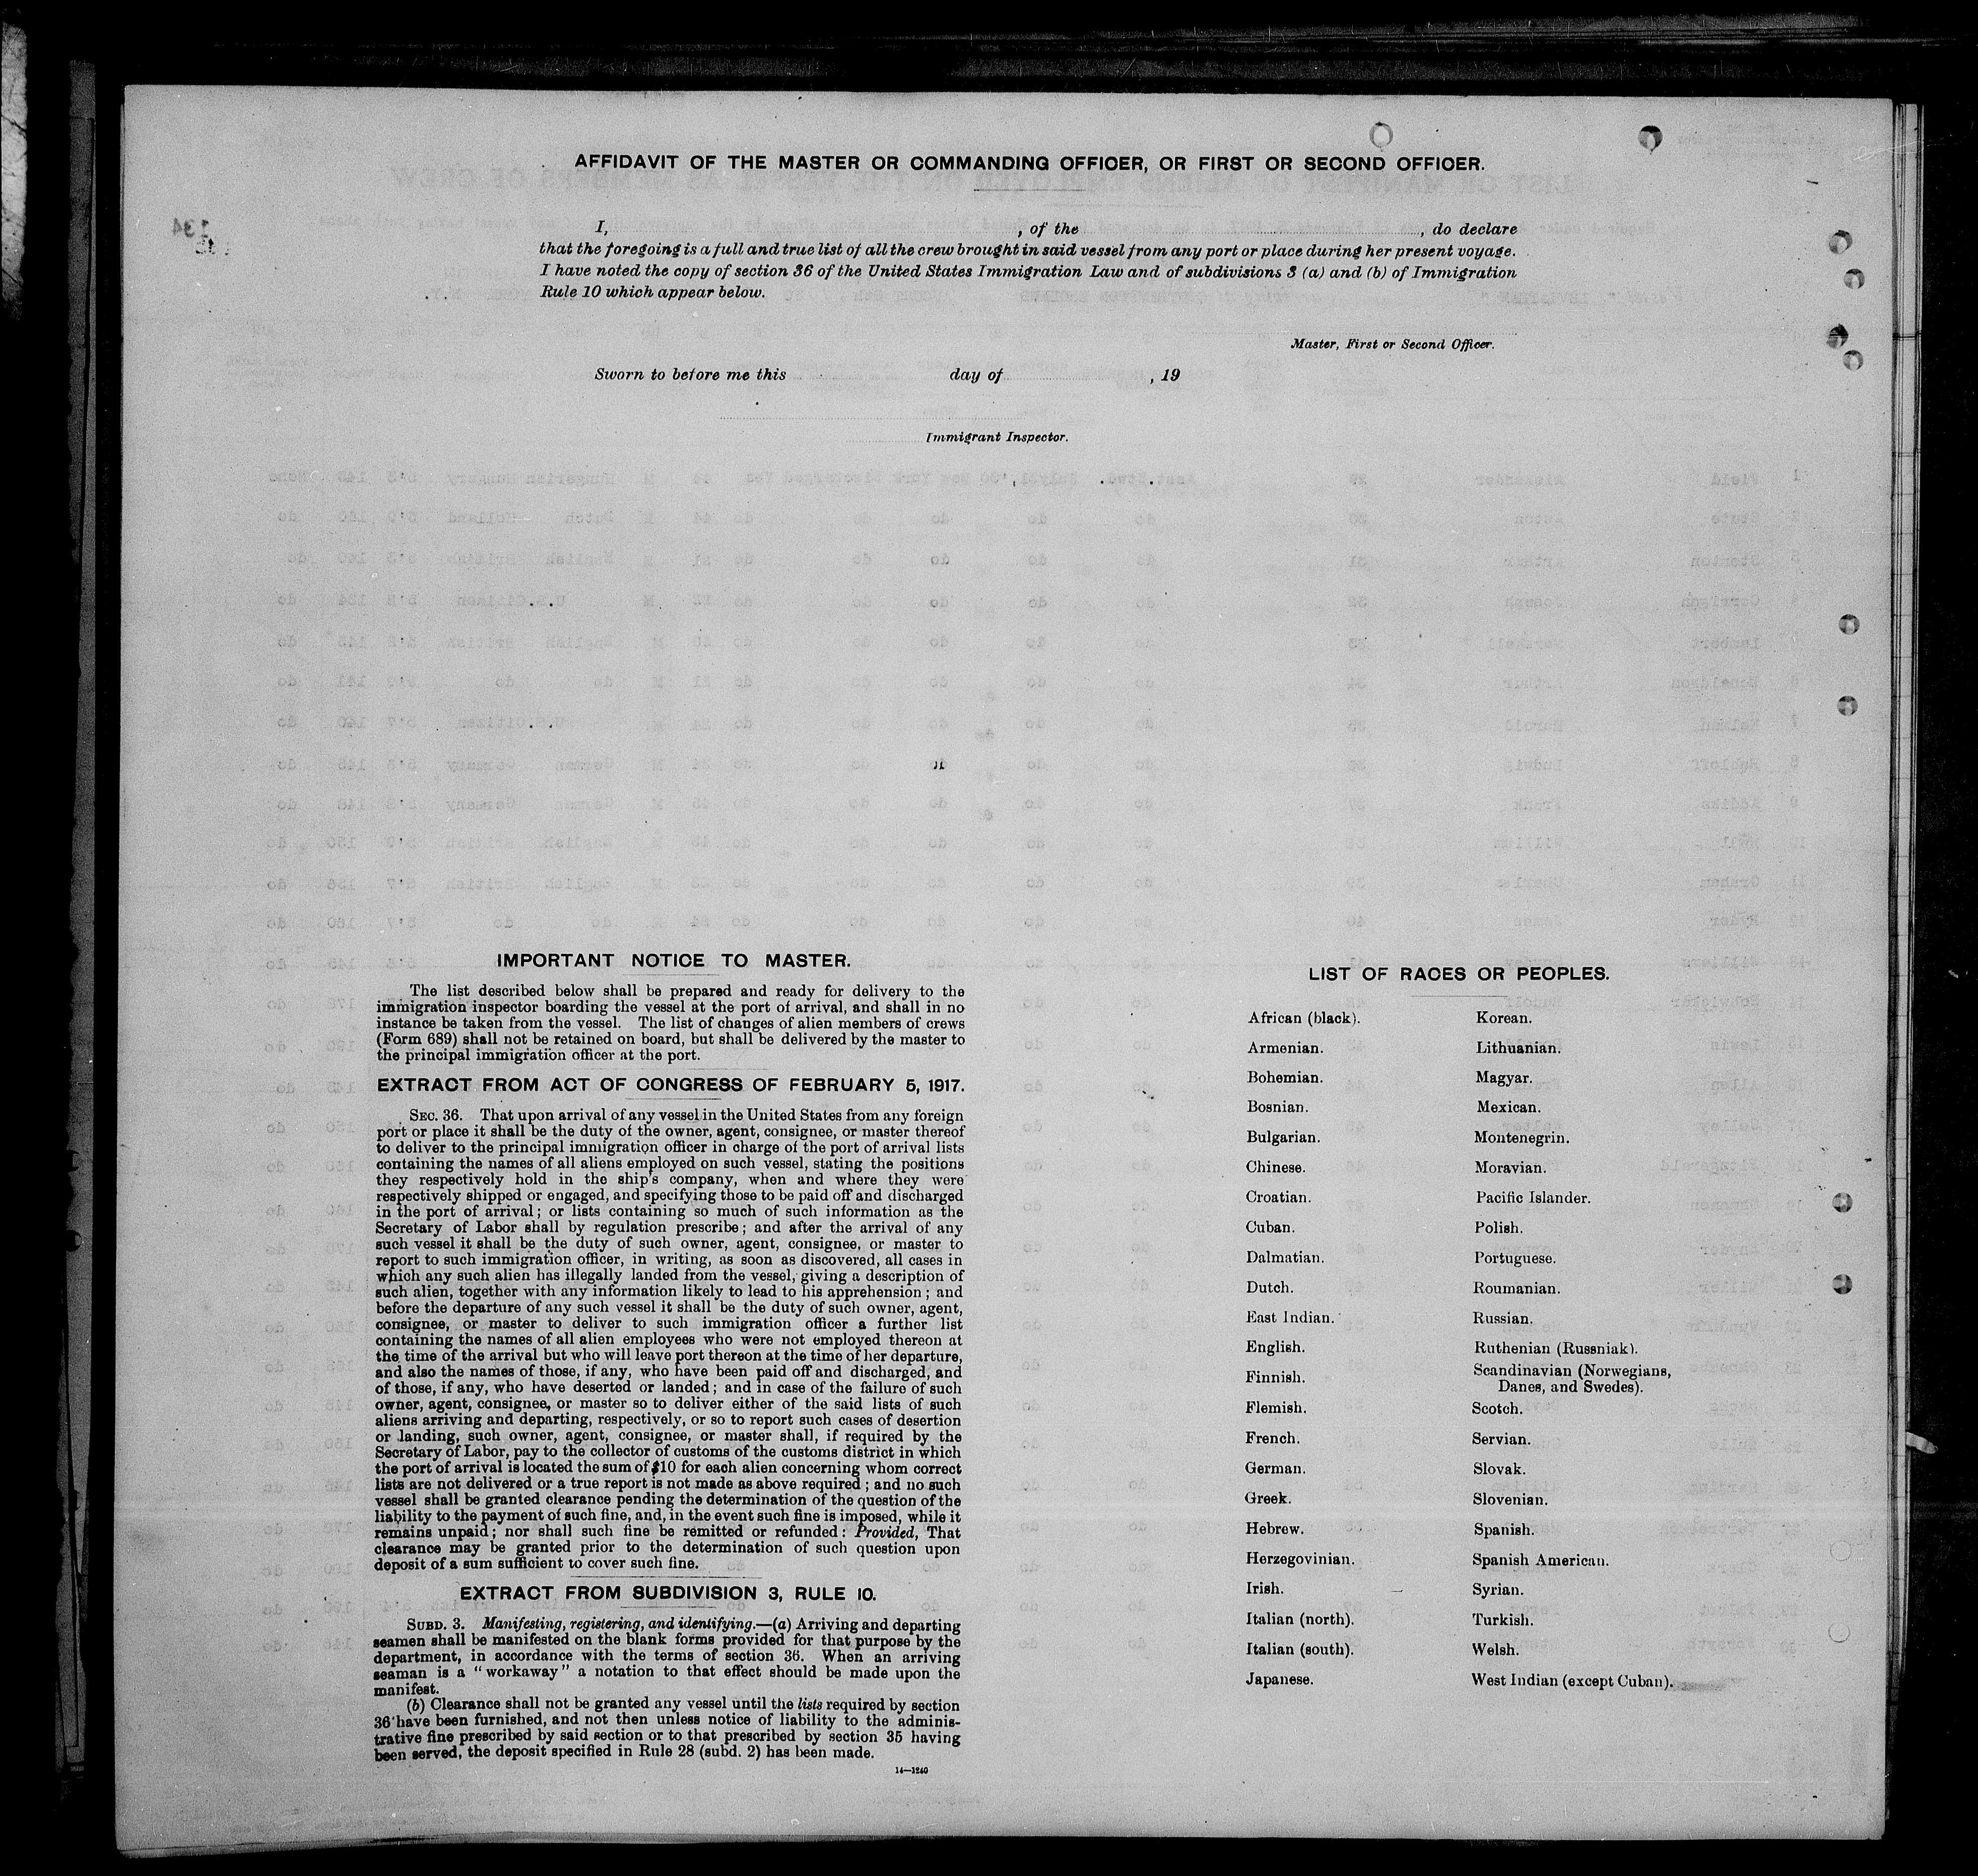 AFFIDAVIT OF THE MASTER OR COMMANDING OFFICER, OR FIRST OR SECOND OFFICER.
I, , of the , do declare
that the foregoing is a full and true list of all the crew brought in said vessel from any port or place during her present voyage.
I have noted the copy of section 36 of the United States Immigration Law and of subdivisions 3 (a) and (b) of Immigration
Rule 10 which appear below.
Master, First or Second Officer.
Sworn to before me this day of , 19
Immigrant Inspector.
IMPORTANT NOTICE TO MASTER.
The list described below shall be prepared and ready for delivery to the
immigration inspector boarding the vessel at the port of arrival, and shall in no
instance be taken from the vessel. The list of changes of alien members of crews
(Form 689) shall not be retained on board, but shall be delivered by the master to
the principal immigration officer at the port.
EXTRACT FROM ACT OF CONGRESS OF FEBRUARY 5, 1917.
SEC. 36. That upon arrival of any vessel in the United States from any foreign
port or place it shall be the duty of the owner, agent, consignee, or master thereof
to deliver to the principal immigration officer in charge of the port of arrival lists
containing the names of all aliens employed on such vessel, stating the positions
they respectively hold in the ship's company, when and where they were
respectively shipped or engaged, and specifying those to be paid off and discharged
in the port of arrival; or lists containing so much of such information as the
Secretary of Labor shall by regulation prescribe; and after the arrival of any
such vessel it shall be the duty of such owner, agent, consignee, or master to
report to such immigration officer, in writing, as soon as discovered, all cases in
which any such alien has illegally landed from the vessel, giving a description of
such alien, together with any information likely to lead to his apprehension; and
before the departure of any such vessel it shall be the duty of such owner, agent,
consignee, or master to deliver to such immigration officer a further list
containing the names of all alien employees who were not employed thereon at
the time of the arrival but who will leave port thereon at the time of her departure,
and also the names of those, if any, who have been paid off and discharged, and
of those, if any, who have deserted or landed; and in case of the failure of such
owner, agent, consignee, or master so to deliver either of the said lists of such
aliens arriving and departing, respectively, or so to report such cases of desertion
or landing, such owner, agent, consignee, or master shall, if required by the
Secretary of Labor, pay to the collector of customs of the customs district in which
the port of arrival is located the sum of $10 for each alien concerning whom correct
lists are not delivered or a true report is not made as above required; and no such
vessel shall be granted clearance pending the determination of the question of the
liability to the payment of such fine, and, in the event such fine is imposed, while it
remains unpaid; nor shall such fine be remitted or refunded: Provided, That
clearance may be granted prior to the determination of such question upon
deposit of a sum sufficient to cover such fine.
EXTRACT FROM SUBDIVISION 3, RULE 10.
SUBD. 3. Manifesting, registering, and identifying.—(a) Arriving and departing
seamen shall be manifested on the blank forms provided for that purpose by the
department, in accordance with the terms of section 36. When an arriving
seaman is a "workaway" a notation to that effect should be made upon the
manifest.
(b) Clearance shall not be granted any vessel until the lists required by section
36 have been furnished, and not then unless notice of liability to the adminis-
trative fine prescribed by said section or to that prescribed by section 35 having
been served, the deposit specified in Rule 28 (subd. 2) has been made.
14—1240
LIST OF RACES OR PEOPLES.
African (black).
Armenian.
Bohemian.
Bosnian.
Bulgarian.
Chinese.
Croatian.
Cuban.
Dalmatian.
Dutch.
East Indian.
English.
Finnish.
Flemish.
French.
German.
Greek.
Hebrew.
Herzegovinian.
Irish.
Italian (north).
Italian (south).
Japanese.
Korean.
Lithuanian.
Magyar.
Mexican.
Montenegrin.
Moravian.
Pacific Islander.
Polish.
Portuguese.
Roumanian.
Russian.
Ruthenian (Russniak).
Scandinavian (Norwegians,
Danes, and Swedes).
Scotch.
Servian.
Slovak.
Slovenian.
Spanish.
Spanish American.
Syrian.
Turkish.
Welsh.
West Indian (except Cuban).